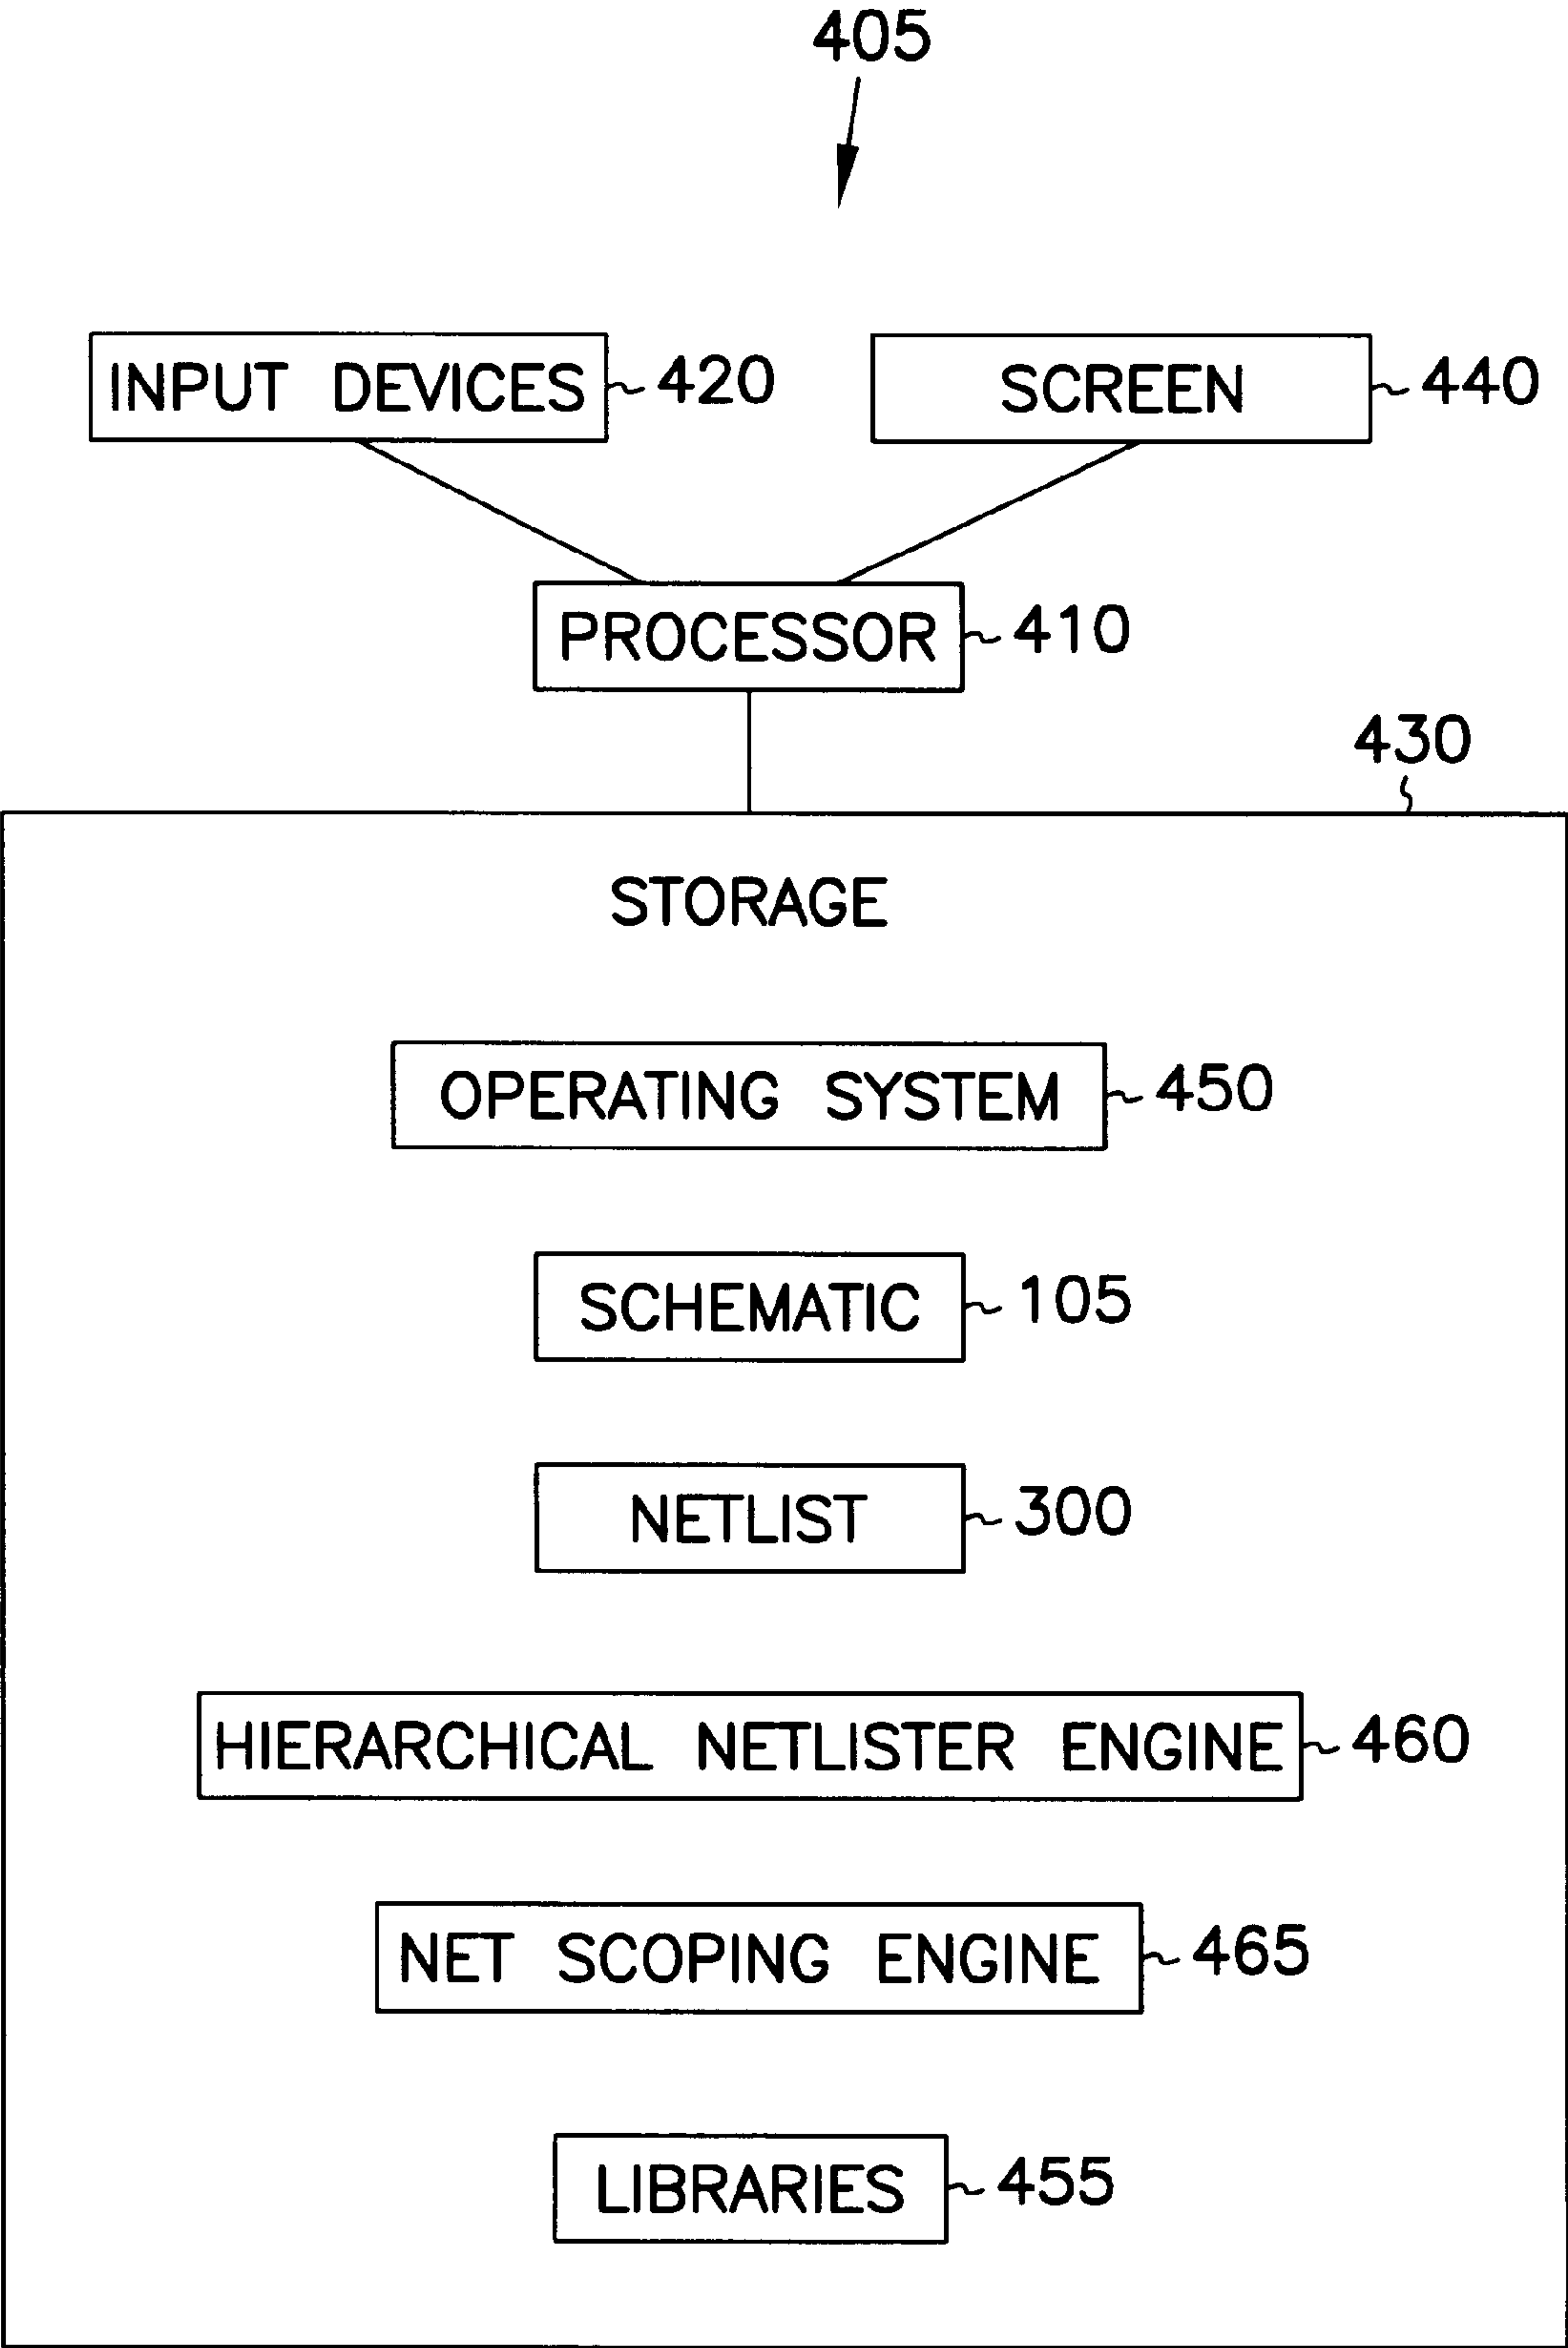 405
INPUT DEVICES 420
SCREEN 440
PROCESSOR 410
430
STORAGE
OPERATING SYSTEM 450
SCHEMATIC 105
NETLIST 300
HIERARCHICAL NETLISTER ENGINE 460
NET SCOPING ENGINE 465
LIBRARIES 455